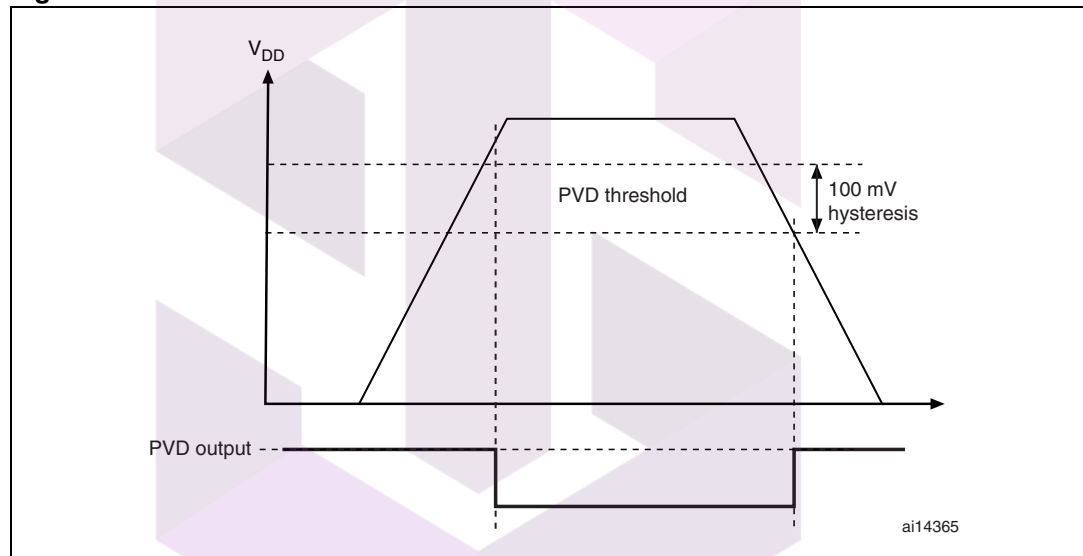 V_DD
PVD threshold
100 mV
hysteresis
PVD output
ai14365